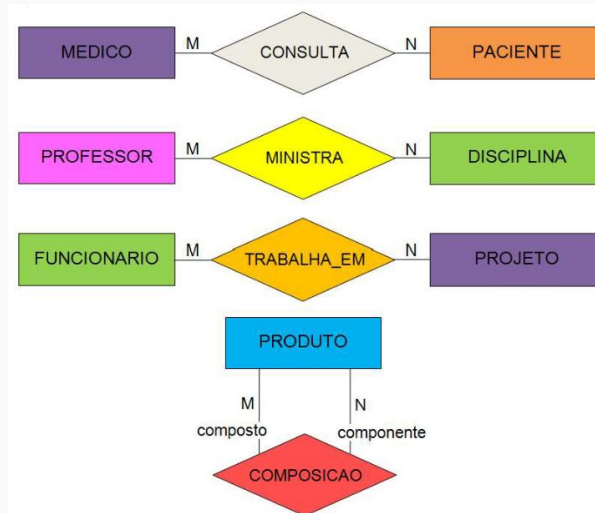 MEDICO M CONSULTA N PACIENTE
PROFESSOR M MINISTRA N DISCIPLINA
FUNCIONARIO M TRABALHA_EM N PROJETO
PRODUTO
M N
composto componente
COMPOSICAO